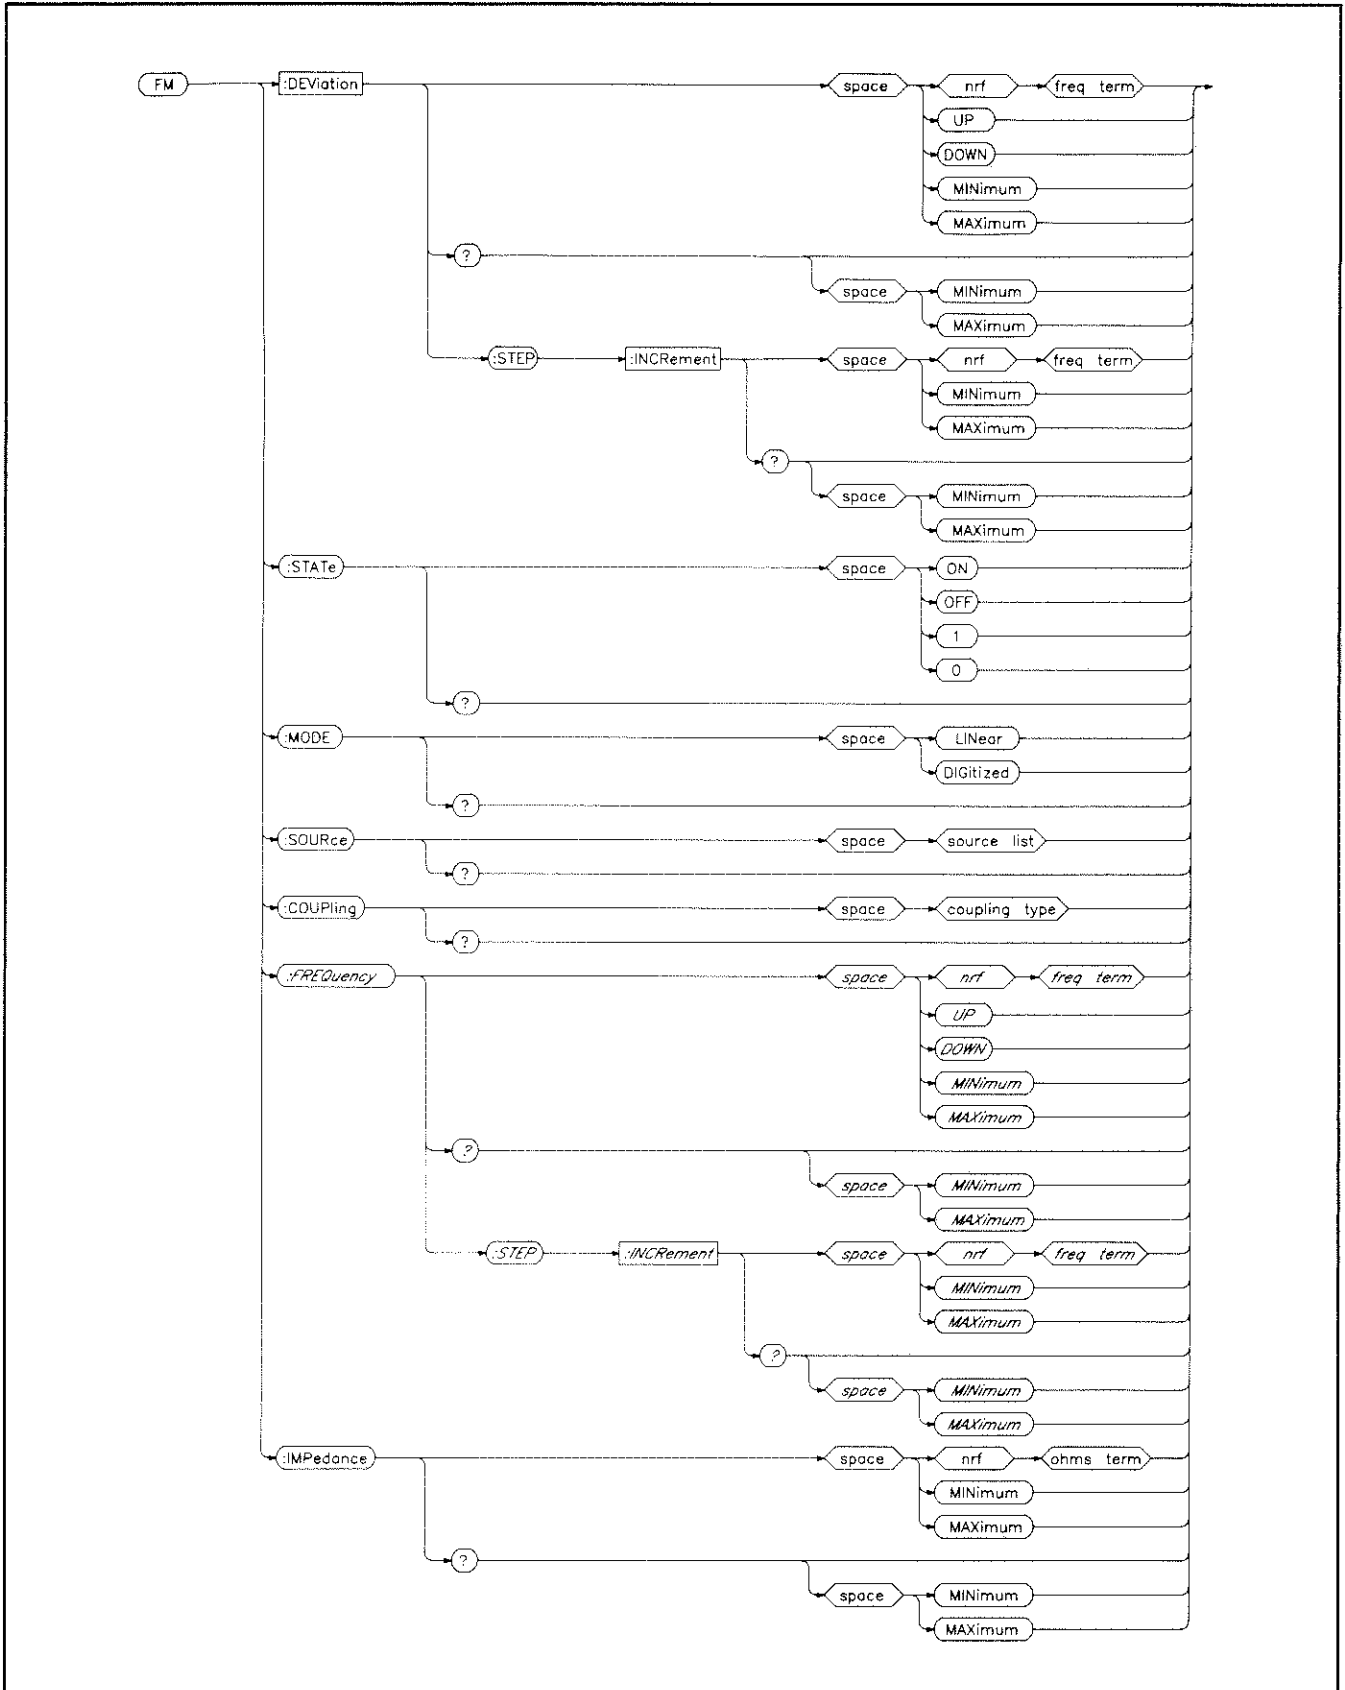 FM :DEViation space nrf freq term
UP
DOWN
MINimum
MAXimum
?
space MINimum
MAXimum
:STEP :INCRement space nrf freq term
MINimum
MAXimum
?
space MINimum
MAXimum
:STATe space ON
OFF
1
0
?
:MODE space LINear
DIGitized
?
:SOURce space source list
?
:COUPling space coupling type
?
:FREQuency space nrf freq term
UP
DOWN
MINimum
MAXimum
?
space MINimum
MAXimum
:STEP :INCRement space nrf freq term
MINimum
MAXimum
?
space MINimum
MAXimum
:IMPedance space nrf ohms term
MINimum
MAXimum
?
space MINimum
MAXimum